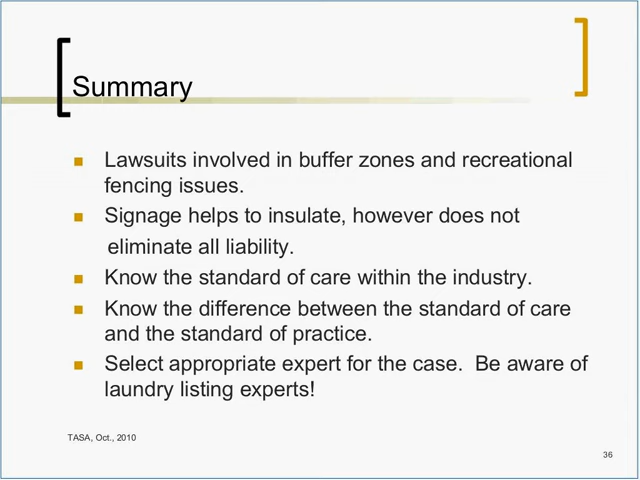 Summary
Lawsuits involved in buffer zones and recreational
fencing issues.
Signage helps to insulate, however does not
eliminate all liability.
Know the standard of care within the industry.
Know the difference between the standard of care
and the standard of practice.
Select appropriate expert for the case.  Be aware of
laundry listing experts!
TASA, Oct., 2010
36